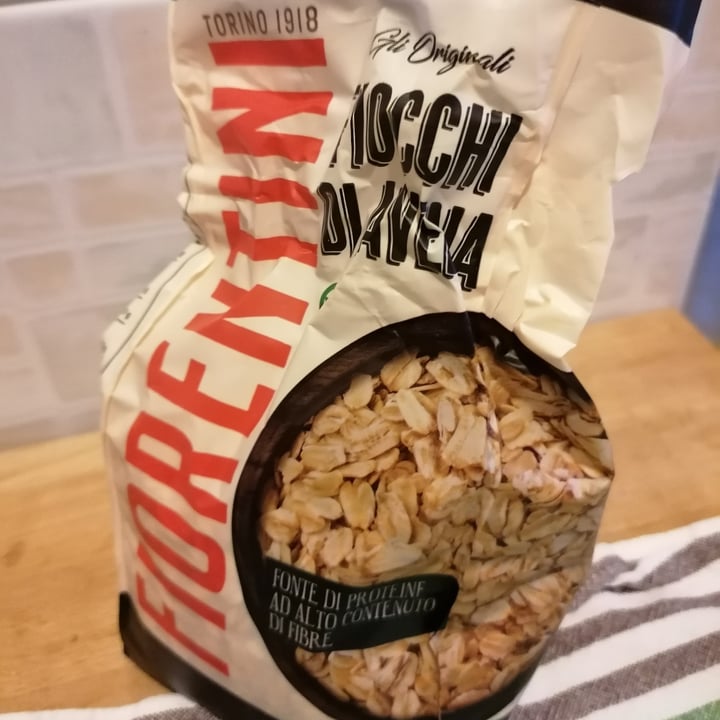 TORINO 1918
FIORENTINI
Gli Originali
FIOCCHI
DI AVENA
FONTE DI PROTEINE
AD ALTO CONTENUTO
DI FIBRE